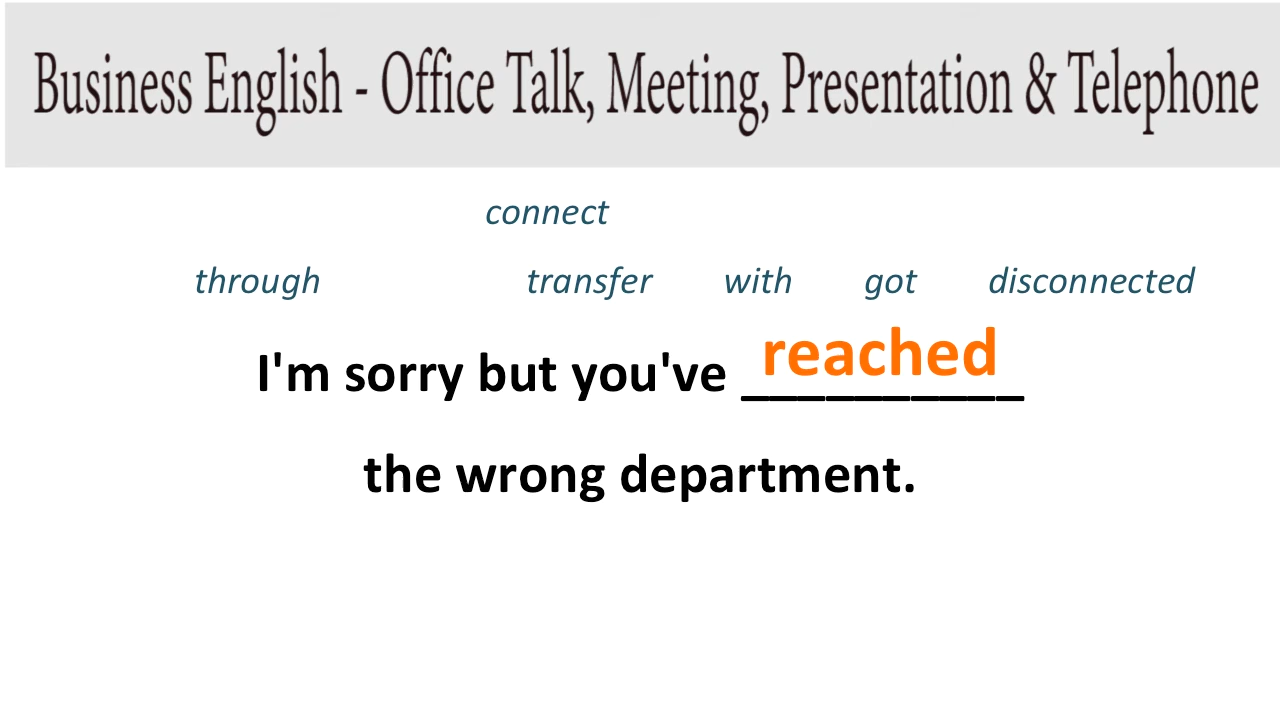 Business English - Office Talk, Meeting, Presentation & Telephone
connect
through transfer with got disconnected
I'm sorry but you've reached
the wrong department.